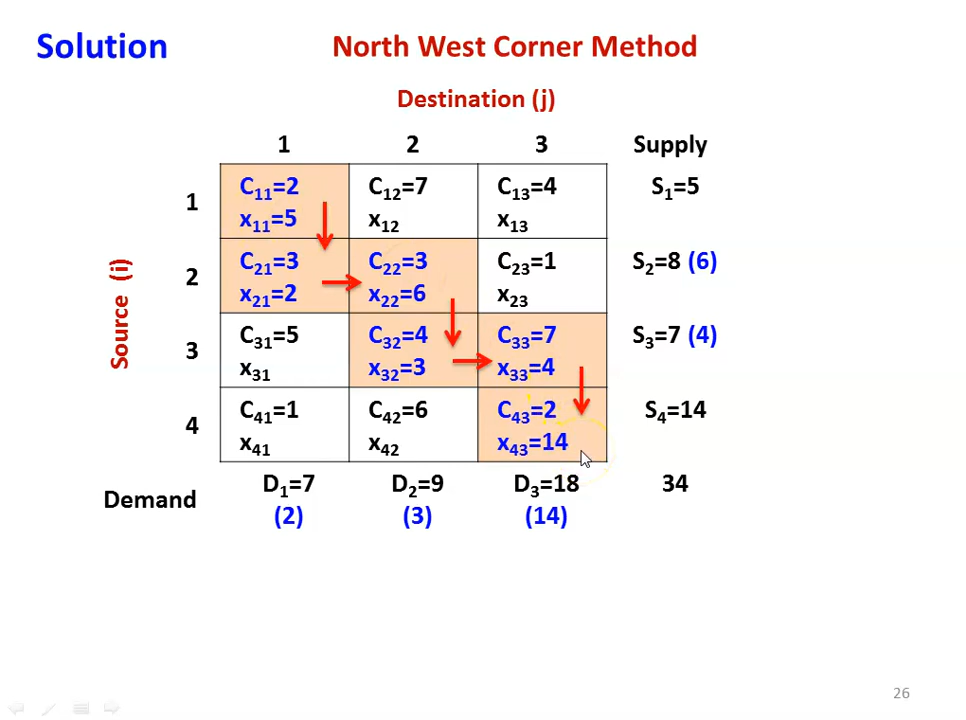 Solution
North West Corner Method
Destination (j)
1 2 3 Supply
Source (i)
1
C11=2 C12=7 C13=4 S1=5
x11=5 x12 x13
2
C21=3 C22=3 C23=1 S2=8 (6)
x21=2 x22=6 x23
3
C31=5 C32=4 C33=7 S3=7 (4)
x31 x32=3 x33=4
4
C41=1 C42=6 C43=2 S4=14
x41 x42 x43=14
Demand
D1=7 D2=9 D3=18 34
(2) (3) (14)
26